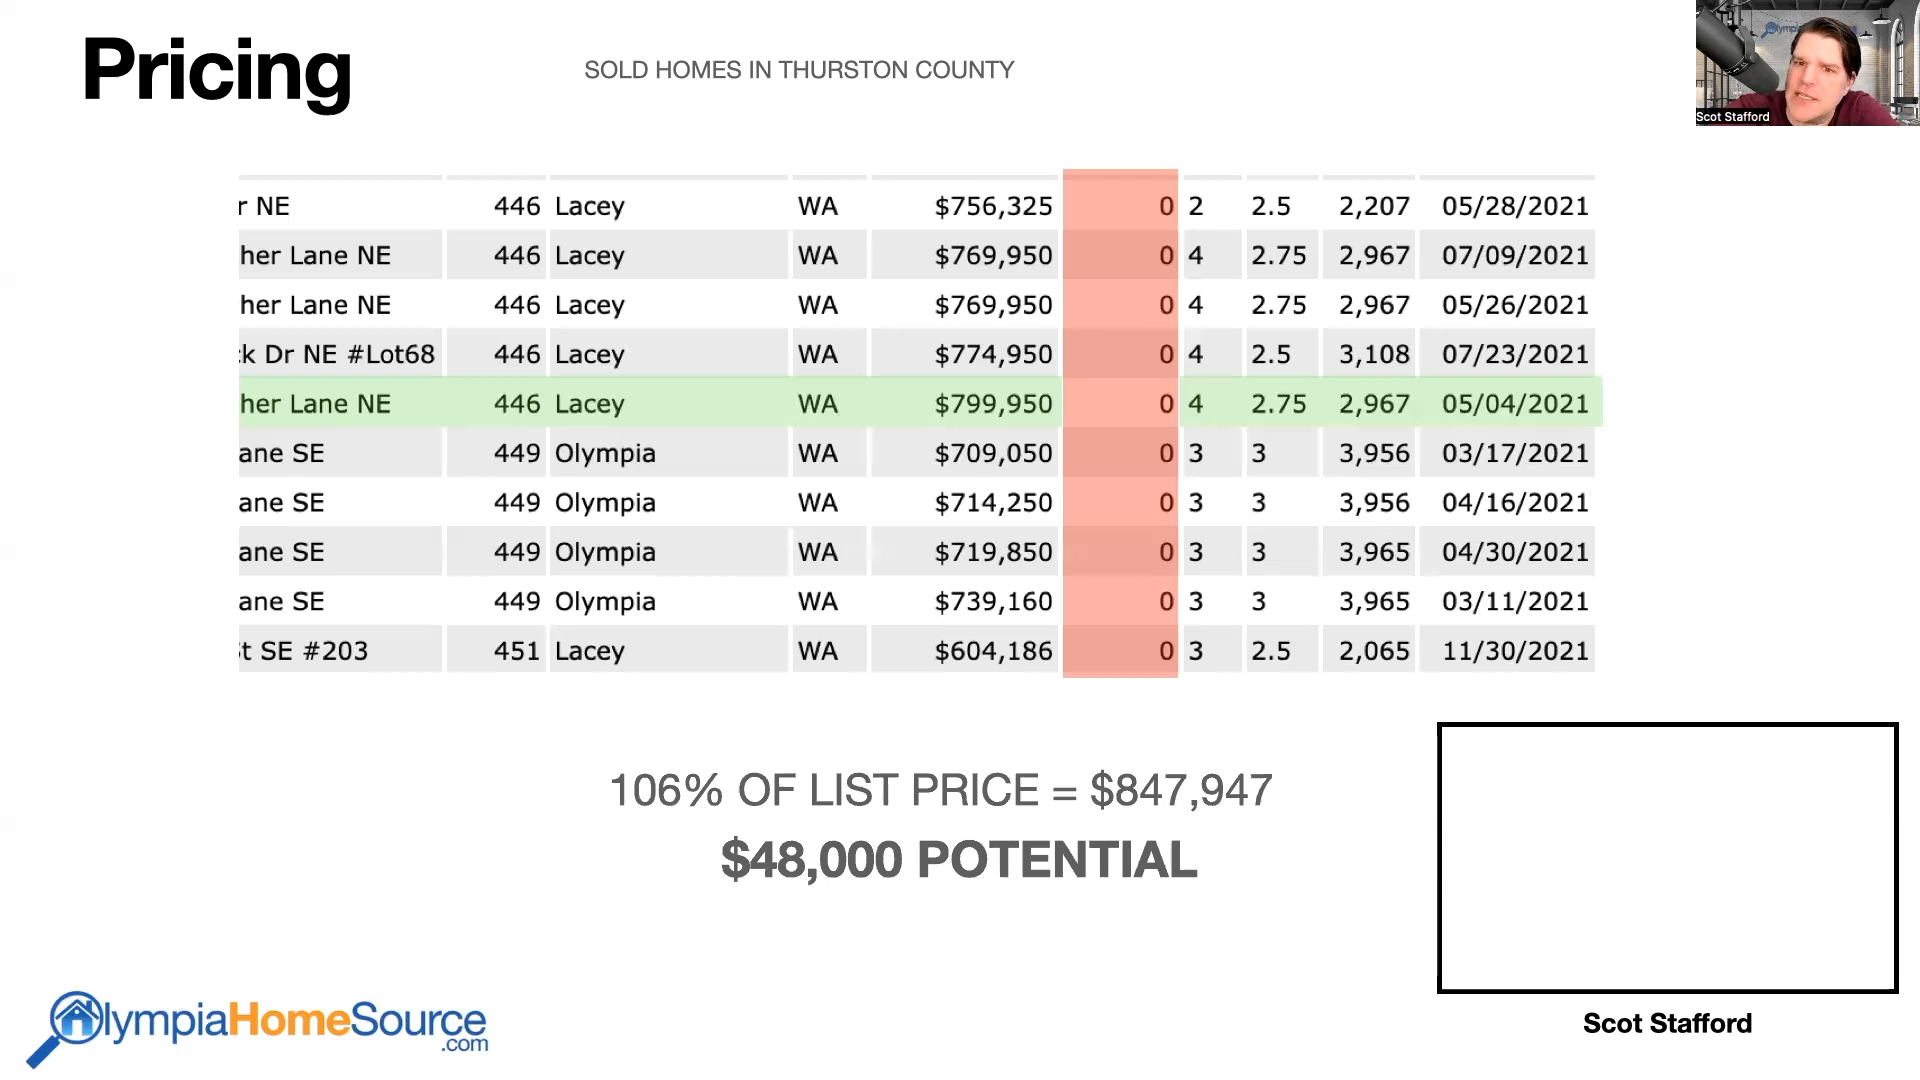 Pricing
SOLD HOMES IN THURSTON COUNTY
Scot Stafford
r NE 446 Lacey WA $756,325 0 2 2.5 2,207 05/28/2021
her Lane NE 446 Lacey WA $769,950 0 4 2.75 2,967 07/09/2021
her Lane NE 446 Lacey WA $769,950 0 4 2.75 2,967 05/26/2021
k Dr NE #Lot68 446 Lacey WA $774,950 0 4 2.5 3,108 07/23/2021
her Lane NE 446 Lacey WA $799,950 0 4 2.75 2,967 05/04/2021
ane SE 449 Olympia WA $709,050 0 3 3 3,956 03/17/2021
ane SE 449 Olympia WA $714,250 0 3 3 3,956 04/16/2021
ane SE 449 Olympia WA $719,850 0 3 3 3,965 04/30/2021
ane SE 449 Olympia WA $739,160 0 3 3 3,965 03/11/2021
t SE #203 451 Lacey WA $604,186 0 3 2.5 2,065 11/30/2021
106% OF LIST PRICE = $847,947
$48,000 POTENTIAL
OlympiaHomeSource
.com
Scot Stafford